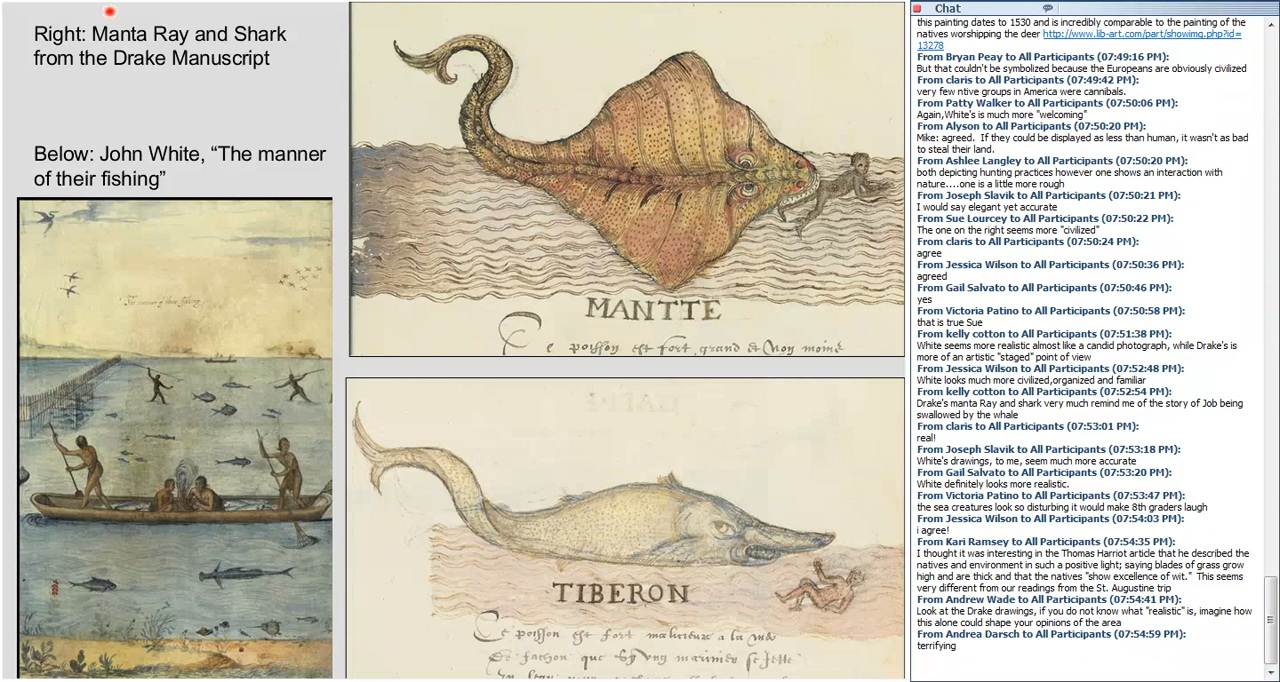 Right: Manta Ray and Shark
from the Drake Manuscript
Below: John White, “The manner
of their fishing”
The manner of their fishing.
MANTTE
Ce poisson est fort grand et non moins
TIBERON
Ce poisson est fort malicieux a la
De fachon que sy ung marinier se Jette
Chat
this painting dates to 1530 and is incredibly comparable to the painting of the
natives worshipping the deer http://www.lib-art.com/part/showimg.php?id=
13278
From Bryan Peay to All Participants (07:49:16 PM):
But that couldn't be symbolized because the Europeans are obviously civilized
From claris to All Participants (07:49:42 PM):
very few ntive groups in America were cannibals.
From Patty Walker to All Participants (07:50:06 PM):
Again,White's is much more "welcoming"
From Alyson to All Participants (07:50:20 PM):
Mike: agreed.  If they could be displayed as less than human, it wasn't as bad
to steal their land.
From Ashlee Langley to All Participants (07:50:20 PM):
both depicting hunting practices however one shows an interaction with
nature....one is a little more rough
From Joseph Slavik to All Participants (07:50:21 PM):
I would say elegant yet accurate
From Sue Lourcey to All Participants (07:50:22 PM):
The one on the right seems more "civilized"
From claris to All Participants (07:50:24 PM):
agree
From Jessica Wilson to All Participants (07:50:36 PM):
agreed
From Gail Salvato to All Participants (07:50:46 PM):
yes
From Victoria Patino to All Participants (07:50:58 PM):
that is true Sue
From kelly cotton to All Participants (07:51:38 PM):
White seems more realistic almost like a candid photograph, while Drake's is
more of an artistic "staged" point of view
From Jessica Wilson to All Participants (07:52:48 PM):
White looks much more civilized,organized and familiar
From kelly cotton to All Participants (07:52:54 PM):
Drake's manta Ray and shark very much remind me of the story of Job being
swallowed by the whale
From claris to All Participants (07:53:01 PM):
real!
From Joseph Slavik to All Participants (07:53:18 PM):
White's drawings, to me, seem much more accurate
From Gail Salvato to All Participants (07:53:20 PM):
White definitely looks more realistic.
From Victoria Patino to All Participants (07:53:47 PM):
the sea creatures look so disturbing it would make 8th graders laugh
From Jessica Wilson to All Participants (07:54:03 PM):
i agree!
From Kari Ramsey to All Participants (07:54:35 PM):
I thought it was interesting in the Thomas Harriot article that he described the
natives and environment in such a positive light; saying blades of grass grow
high and are thick and that the natives "show excellence of wit."  This seems
very different from our readings from the St. Augustine trip
From Andrew Wade to All Participants (07:54:41 PM):
Look at the Drake drawings, if you do not know what "realistic" is, imagine how
this alone could shape your opinions of the area
From Andrea Darsch to All Participants (07:54:59 PM):
terrifying